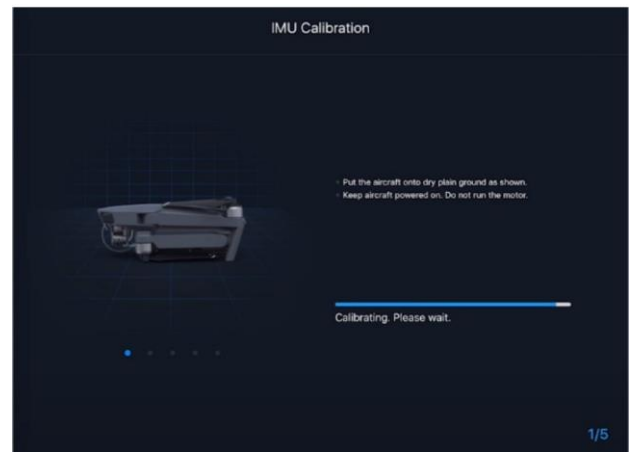 IMU Calibration
Put the aircraft onto dry plain ground as shown.
Keep aircraft powered on. Do not run the motor.
Calibrating. Please wait.
1/5